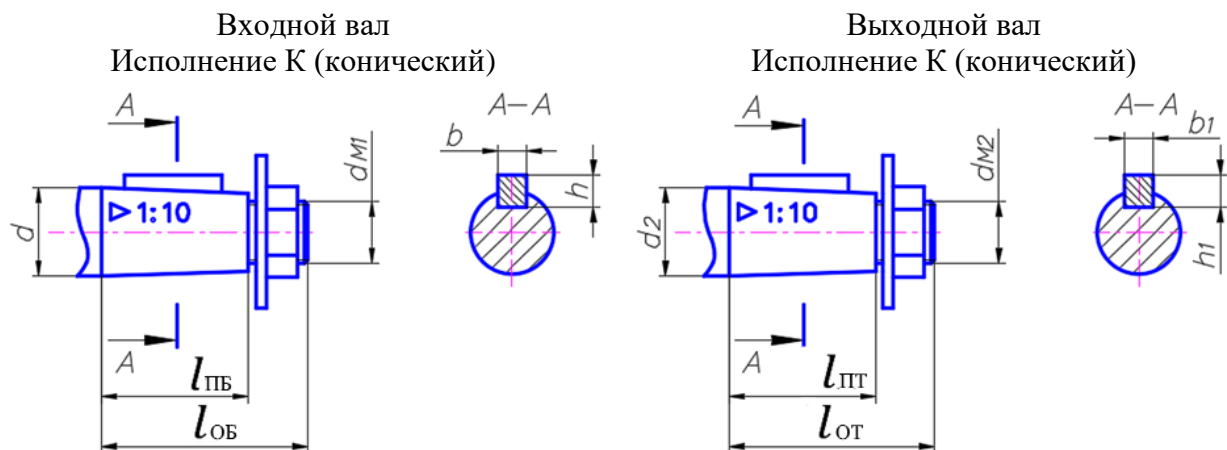 Входной вал
Исполнение К (конический)
А
А–А
b
dм1
h
d
▷ 1:10
А
lПБ
lОБ
Выходной вал
Исполнение К (конический)
А
А–А
b1
dм2
h1
d2
▷ 1:10
А
lПТ
lОТ